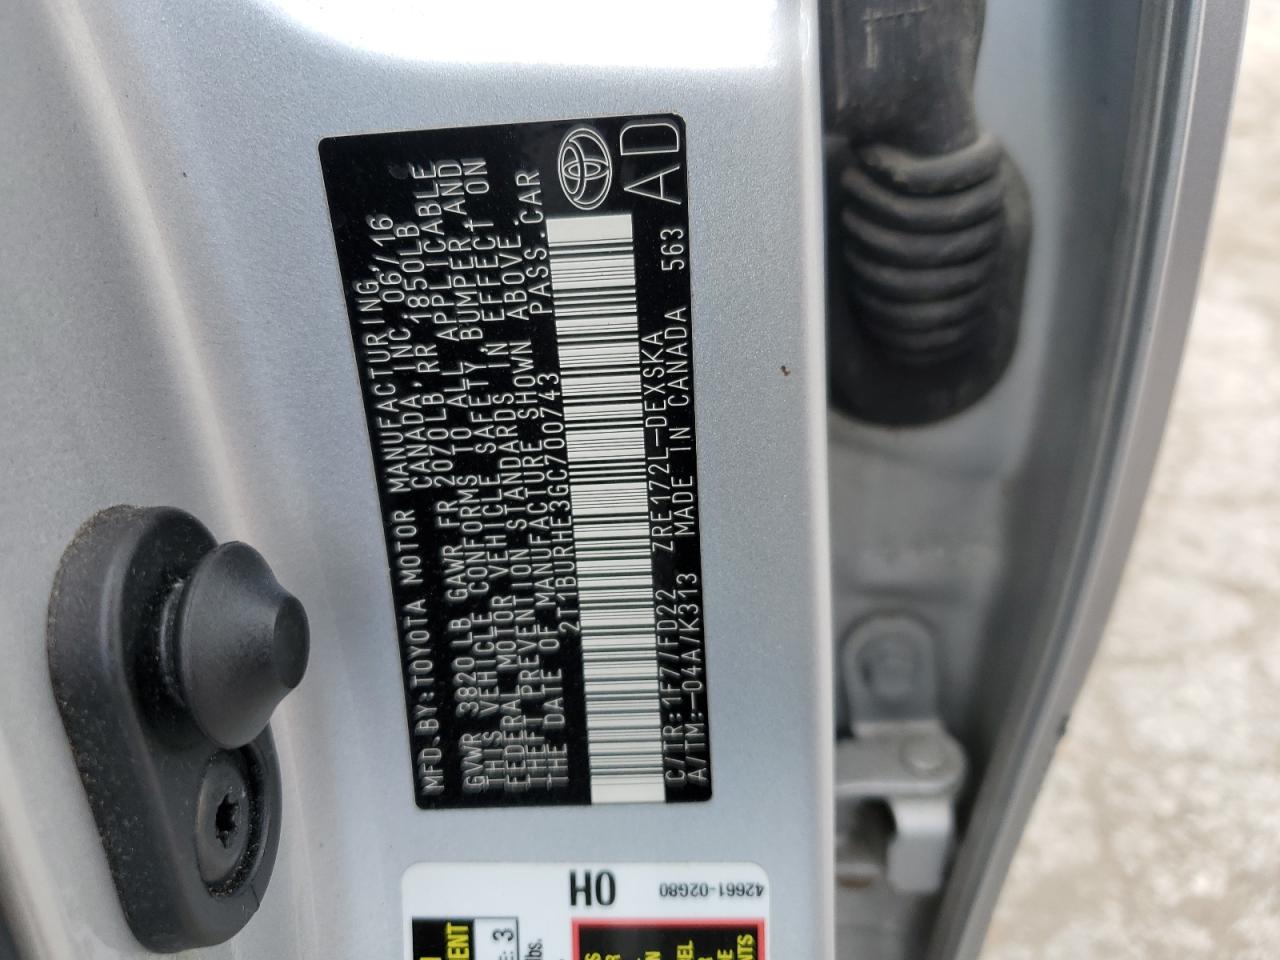 MFD.BY:TOYOTA MOTOR MANUFACTURING, 06/16
CANADA, INC.
GVWR 3820LB GAWR FR 2070LB, RR 1850LB
THIS VEHICLE CONFORMS TO ALL APPLICABLE
FEDERAL MOTOR VEHICLE SAFETY, BUMPER, AND
THEFT PREVENTION STANDARDS IN EFFECT ON
THE DATE OF MANUFACTURE SHOWN ABOVE.
2T1BURHE3GC700743 PASS.CAR
C/TR:1F7/FD22 ZRE172L-DEXSKA
A/TM:-04A/K313 MADE IN CANADA 563
AD
H0
42661-02G80
3
lbs.